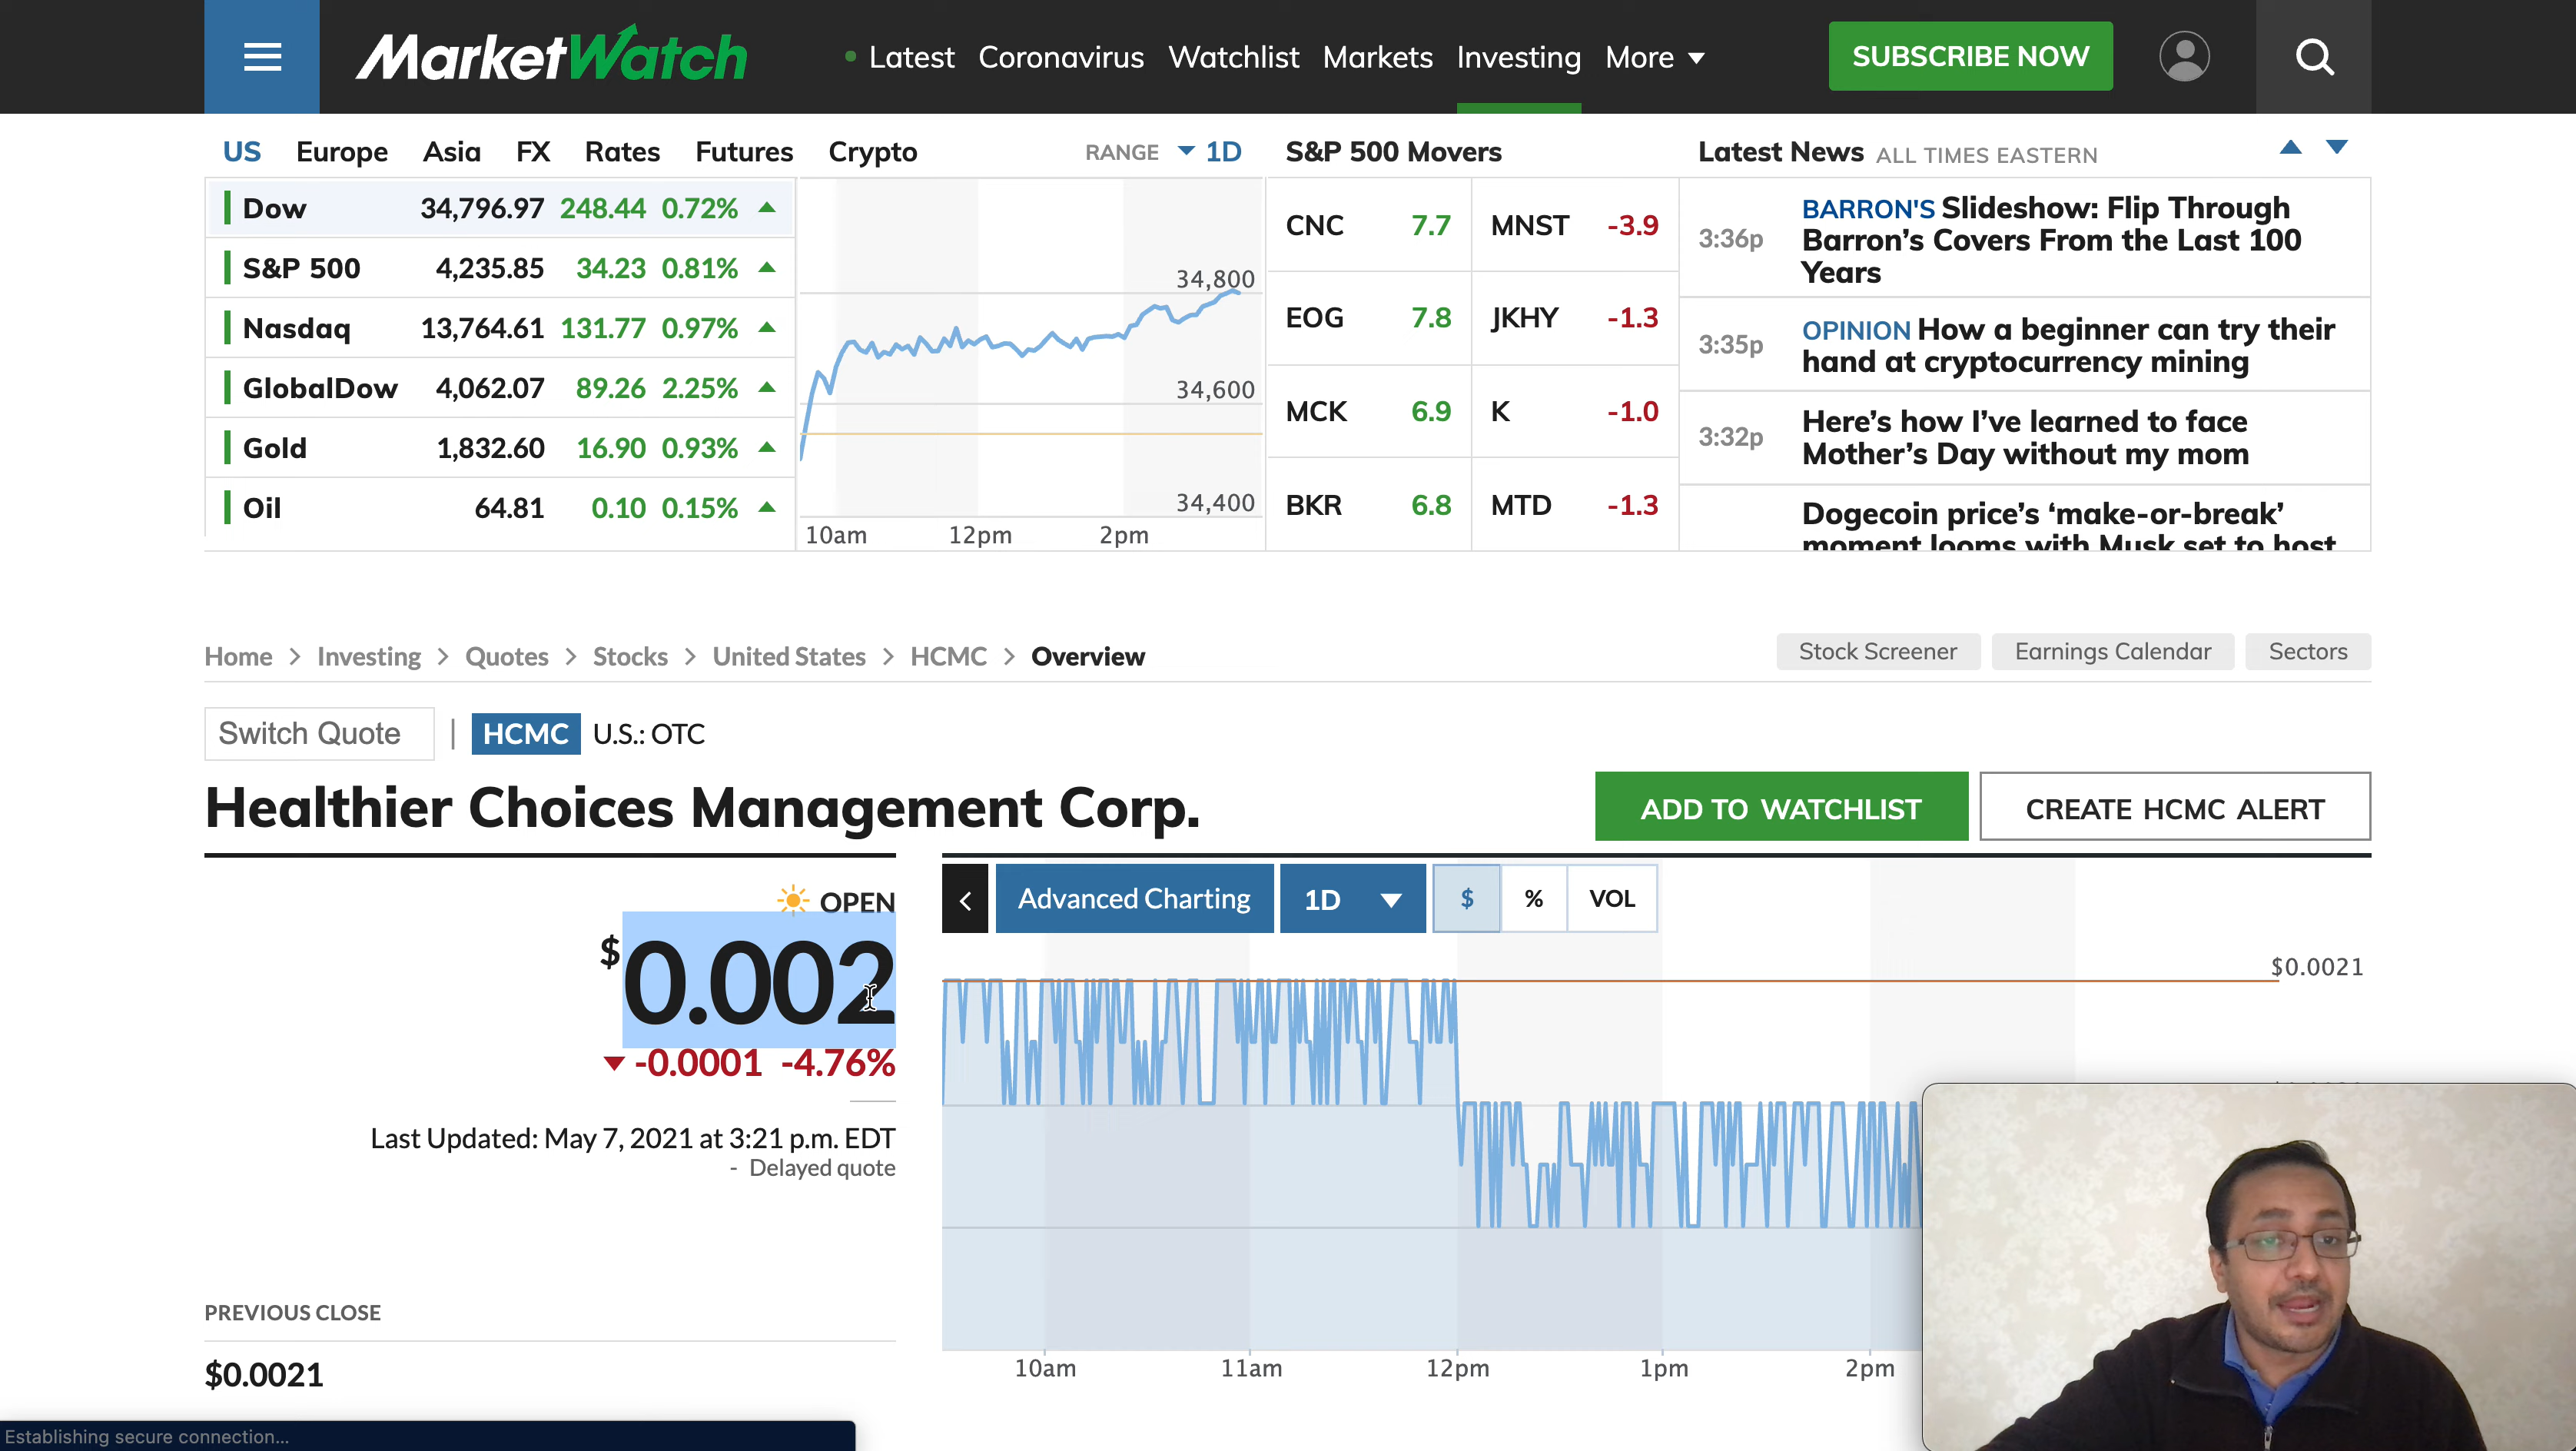 MarketWatch
Latest Coronavirus Watchlist Markets Investing More
SUBSCRIBE NOW
US Europe Asia FX Rates Futures Crypto
RANGE 1D
Dow 34,796.97 248.44 0.72%
S&P 500 4,235.85 34.23 0.81%
Nasdaq 13,764.61 131.77 0.97%
GlobalDow 4,062.07 89.26 2.25%
Gold 1,832.60 16.90 0.93%
Oil 64.81 0.10 0.15%
34,800
34,600
34,400
10am 12pm 2pm
S&P 500 Movers
CNC 7.7 MNST -3.9
EOG 7.8 JKHY -1.3
MCK 6.9 K -1.0
BKR 6.8 MTD -1.3
Latest News ALL TIMES EASTERN
3:36p
BARRON'S Slideshow: Flip Through
Barron’s Covers From the Last 100
Years
3:35p
OPINION How a beginner can try their
hand at cryptocurrency mining
3:32p
Here’s how I’ve learned to face
Mother’s Day without my mom
Dogecoin price’s ‘make-or-break’
moment looms with Musk set to host
Home > Investing > Quotes > Stocks > United States > HCMC > Overview
Stock Screener Earnings Calendar Sectors
Switch Quote | HCMC U.S.: OTC
Healthier Choices Management Corp.
ADD TO WATCHLIST CREATE HCMC ALERT
OPEN
$0.002
-0.0001 -4.76%
Last Updated: May 7, 2021 at 3:21 p.m. EDT
- Delayed quote
PREVIOUS CLOSE
$0.0021
< Advanced Charting 1D $ % VOL
$0.0021
10am 11am 12pm 1pm 2pm
Establishing secure connection...